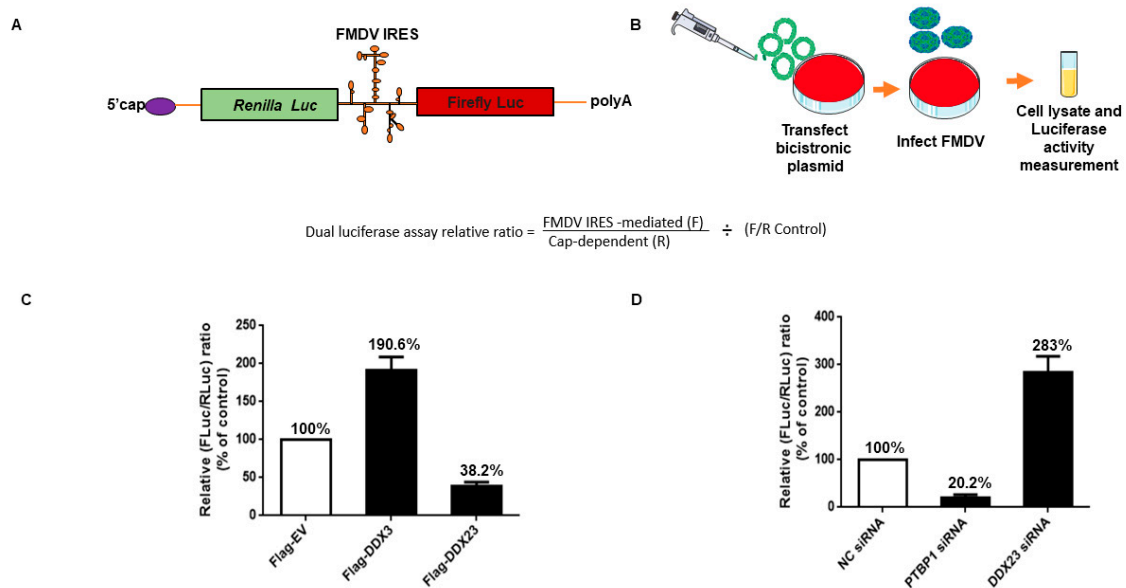 A
FMDV IRES
5'cap
Renilla Luc
Firefly Luc
polyA
B
Transfect
bicistronic
plasmid
Infect FMDV
Cell lysate and
Luciferase
activity
measurement
Dual luciferase assay relative ratio = FMDV IRES -mediated (F) ÷ (F/R Control)
Cap-dependent (R)
C
Relative (FLuc/RLuc) ratio
(% of control)
250
200
150
100
50
0
100%
190.6%
38.2%
Flag-EV
Flag-DDX3
Flag-DDX23
D
Relative (FLuc/RLuc) ratio
(% of control)
400
300
200
100
0
100%
20.2%
283%
NC siRNA
PTBP1 siRNA
DDX23 siRNA